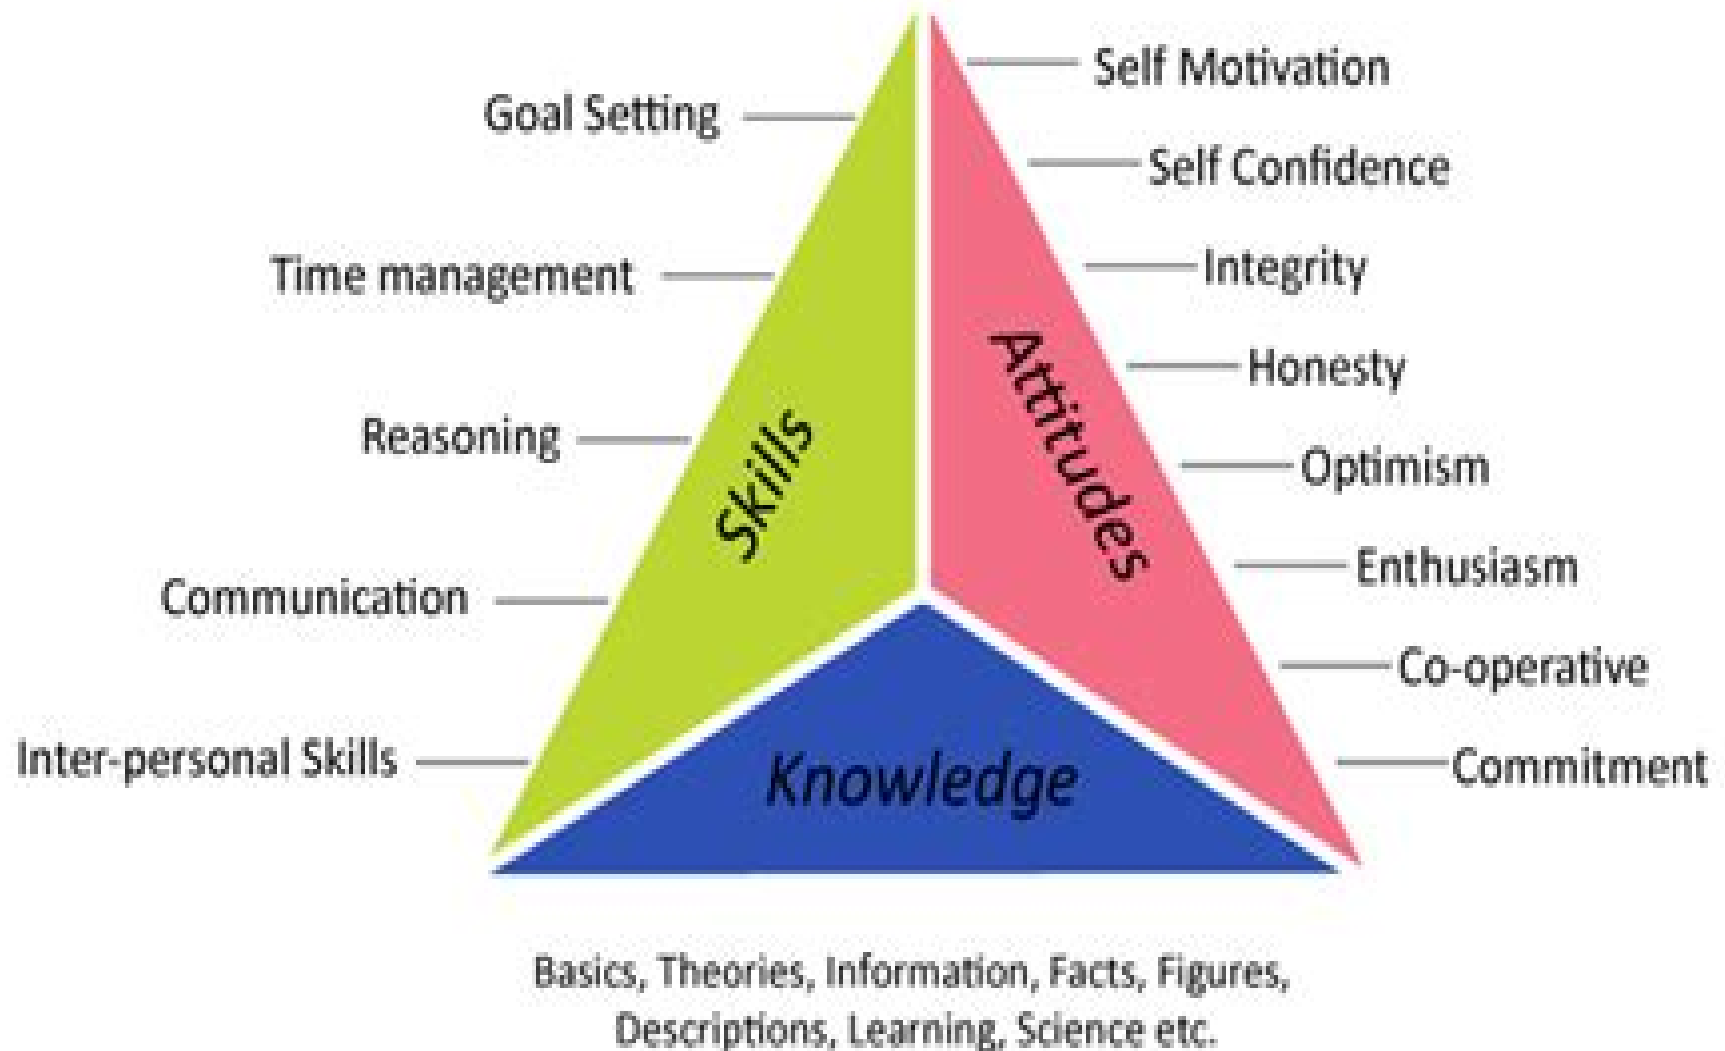 Goal Setting
Time management
Reasoning
Communication
Inter-personal Skills
Skills
Attitudes
Knowledge
Self Motivation
Self Confidence
Integrity
Honesty
Optimism
Enthusiasm
Co-operative
Commitment
Basics, Theories, Information, Facts, Figures,
Descriptions, Learning, Science etc.